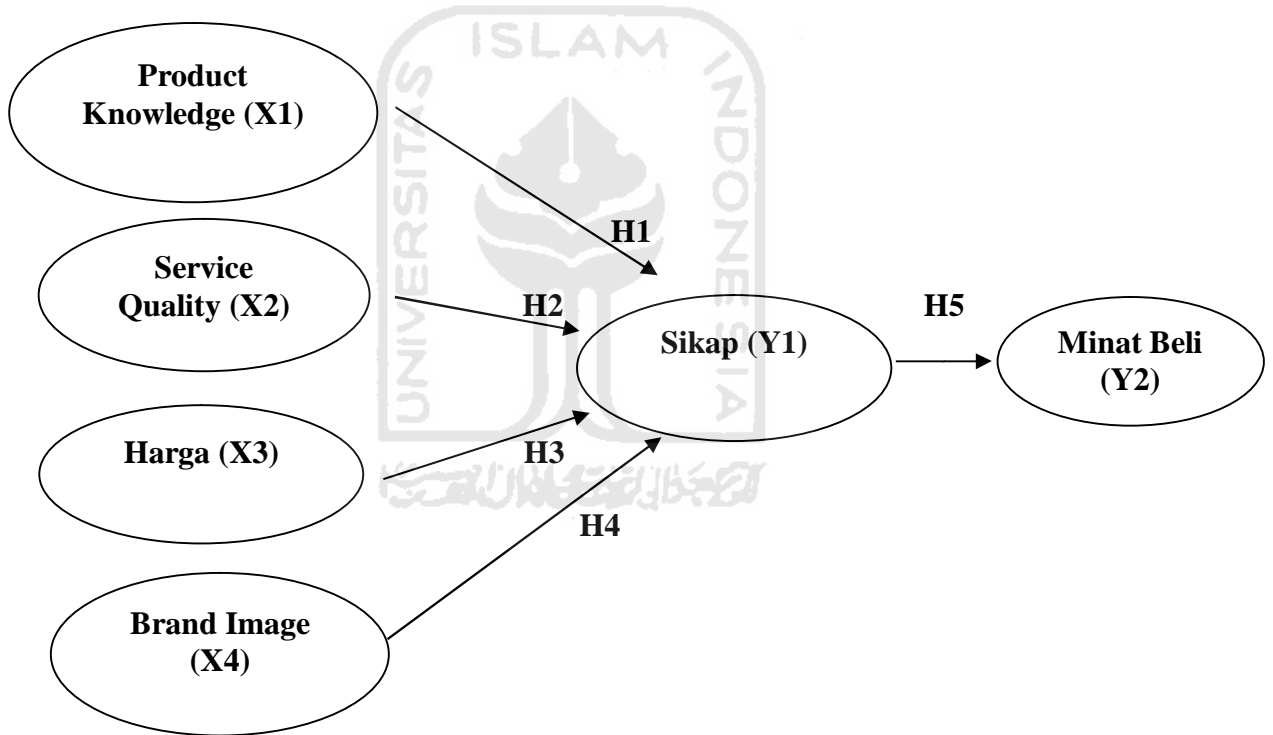 ISLAM
UNIVERSITAS
INDONESIA
Product
Knowledge (X1)
H1
Service
Quality (X2)
H2
Sikap (Y1)
H5
Minat Beli
(Y2)
Harga (X3)
H3
H4
Brand Image
(X4)